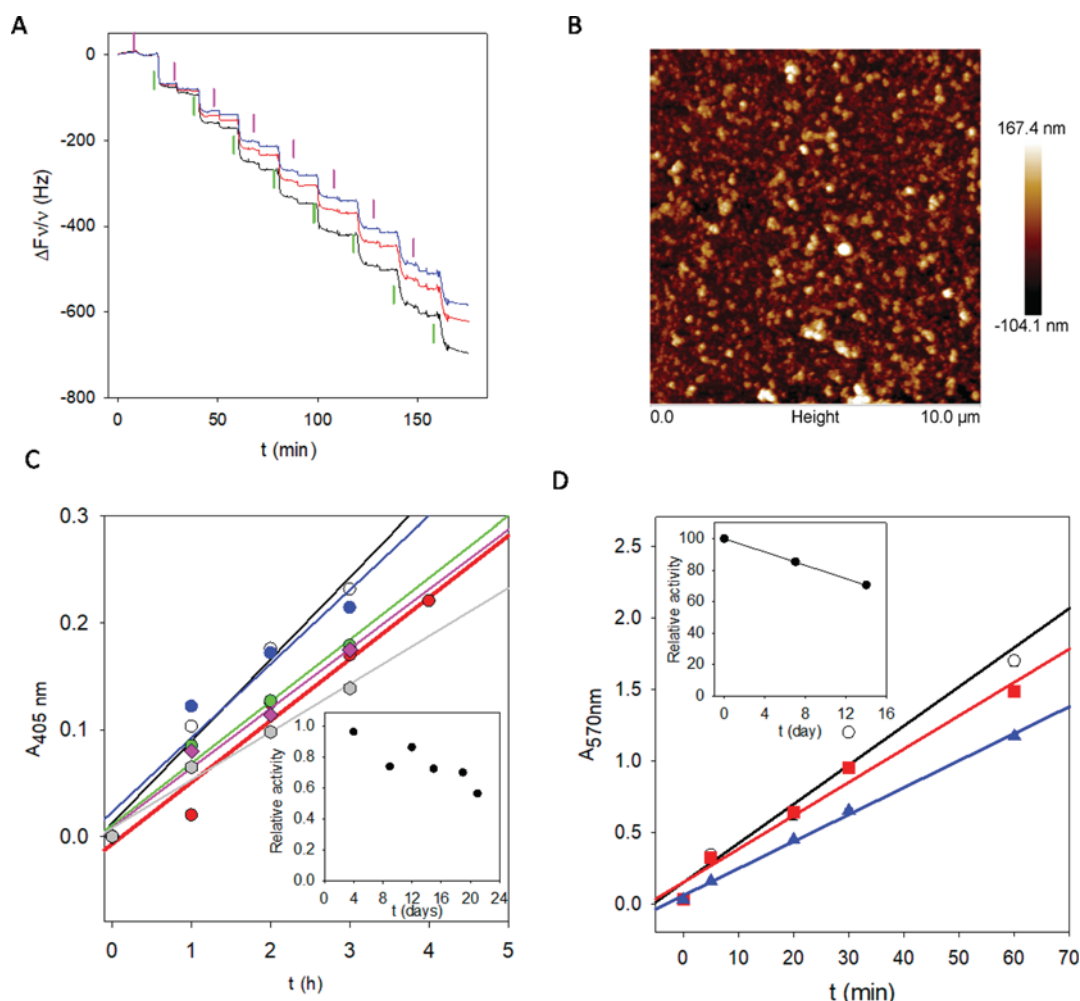 A
0
-200
-400
-600
-800
ΔFν/ν (Hz)
0 50 100 150
t (min)
B
167.4 nm
-104.1 nm
0.0 Height 10.0 µm
C
0.3
0.2
0.1
0.0
A405 nm
0 1 2 3 4 5
t (h)
1.0
0.8
0.6
0.4
0.2
0.0
Relative activity
0 4 8 12 16 20 24
t (days)
D
2.5
2.0
1.5
1.0
0.5
0.0
A570nm
0 10 20 30 40 50 60 70
t (min)
100
80
60
40
20
0
Relative activity
0 4 8 12 16
t (day)